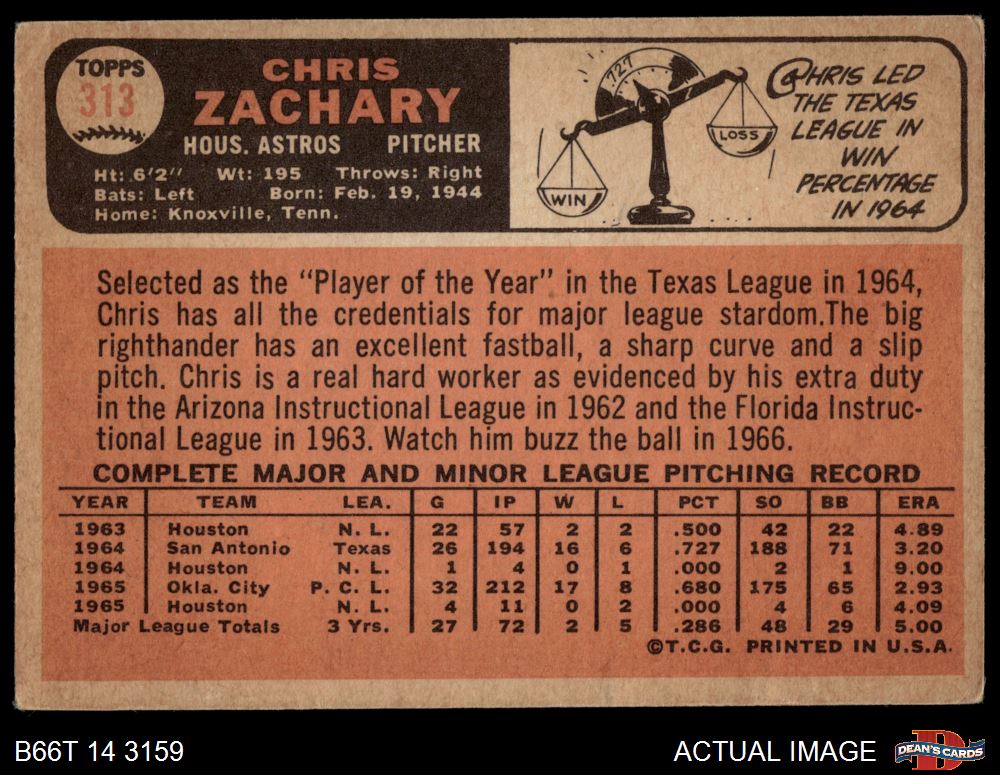 TOPPS
313
CHRIS
ZACHARY
HOUS. ASTROS PITCHER
Ht: 6'2" Wt: 195 Throws: Right
Bats: Left Born: Feb. 19, 1944
Home: Knoxville, Tenn.
727
WIN
LOSS
CHRIS LED
THE TEXAS
LEAGUE IN
WIN
PERCENTAGE
IN 1964
Selected as the "Player of the Year" in the Texas League in 1964,
Chris has all the credentials for major league stardom.The big
righthander has an excellent fastball, a sharp curve and a slip
pitch. Chris is a real hard worker as evidenced by his extra duty
in the Arizona Instructional League in 1962 and the Florida Instruc-
tional League in 1963. Watch him buzz the ball in 1966.
COMPLETE MAJOR AND MINOR LEAGUE PITCHING RECORD
YEAR TEAM LEA. G IP W L PCT SO BB ERA
1963 Houston N. L. 22 57 2 2 .500 42 22 4.89
1964 San Antonio Texas 26 194 16 6 .727 188 71 3.20
1964 Houston N. L. 1 4 0 1 .000 2 1 9.00
1965 Okla. City P. C. L. 32 212 17 8 .680 175 65 2.93
1965 Houston N. L. 4 11 0 2 .000 4 6 4.09
Major League Totals 3 Yrs. 27 72 2 5 .286 48 29 5.00
©T.C.G. PRINTED IN U.S.A.
B66T 14 3159
ACTUAL IMAGE
DEAN'S CARDS